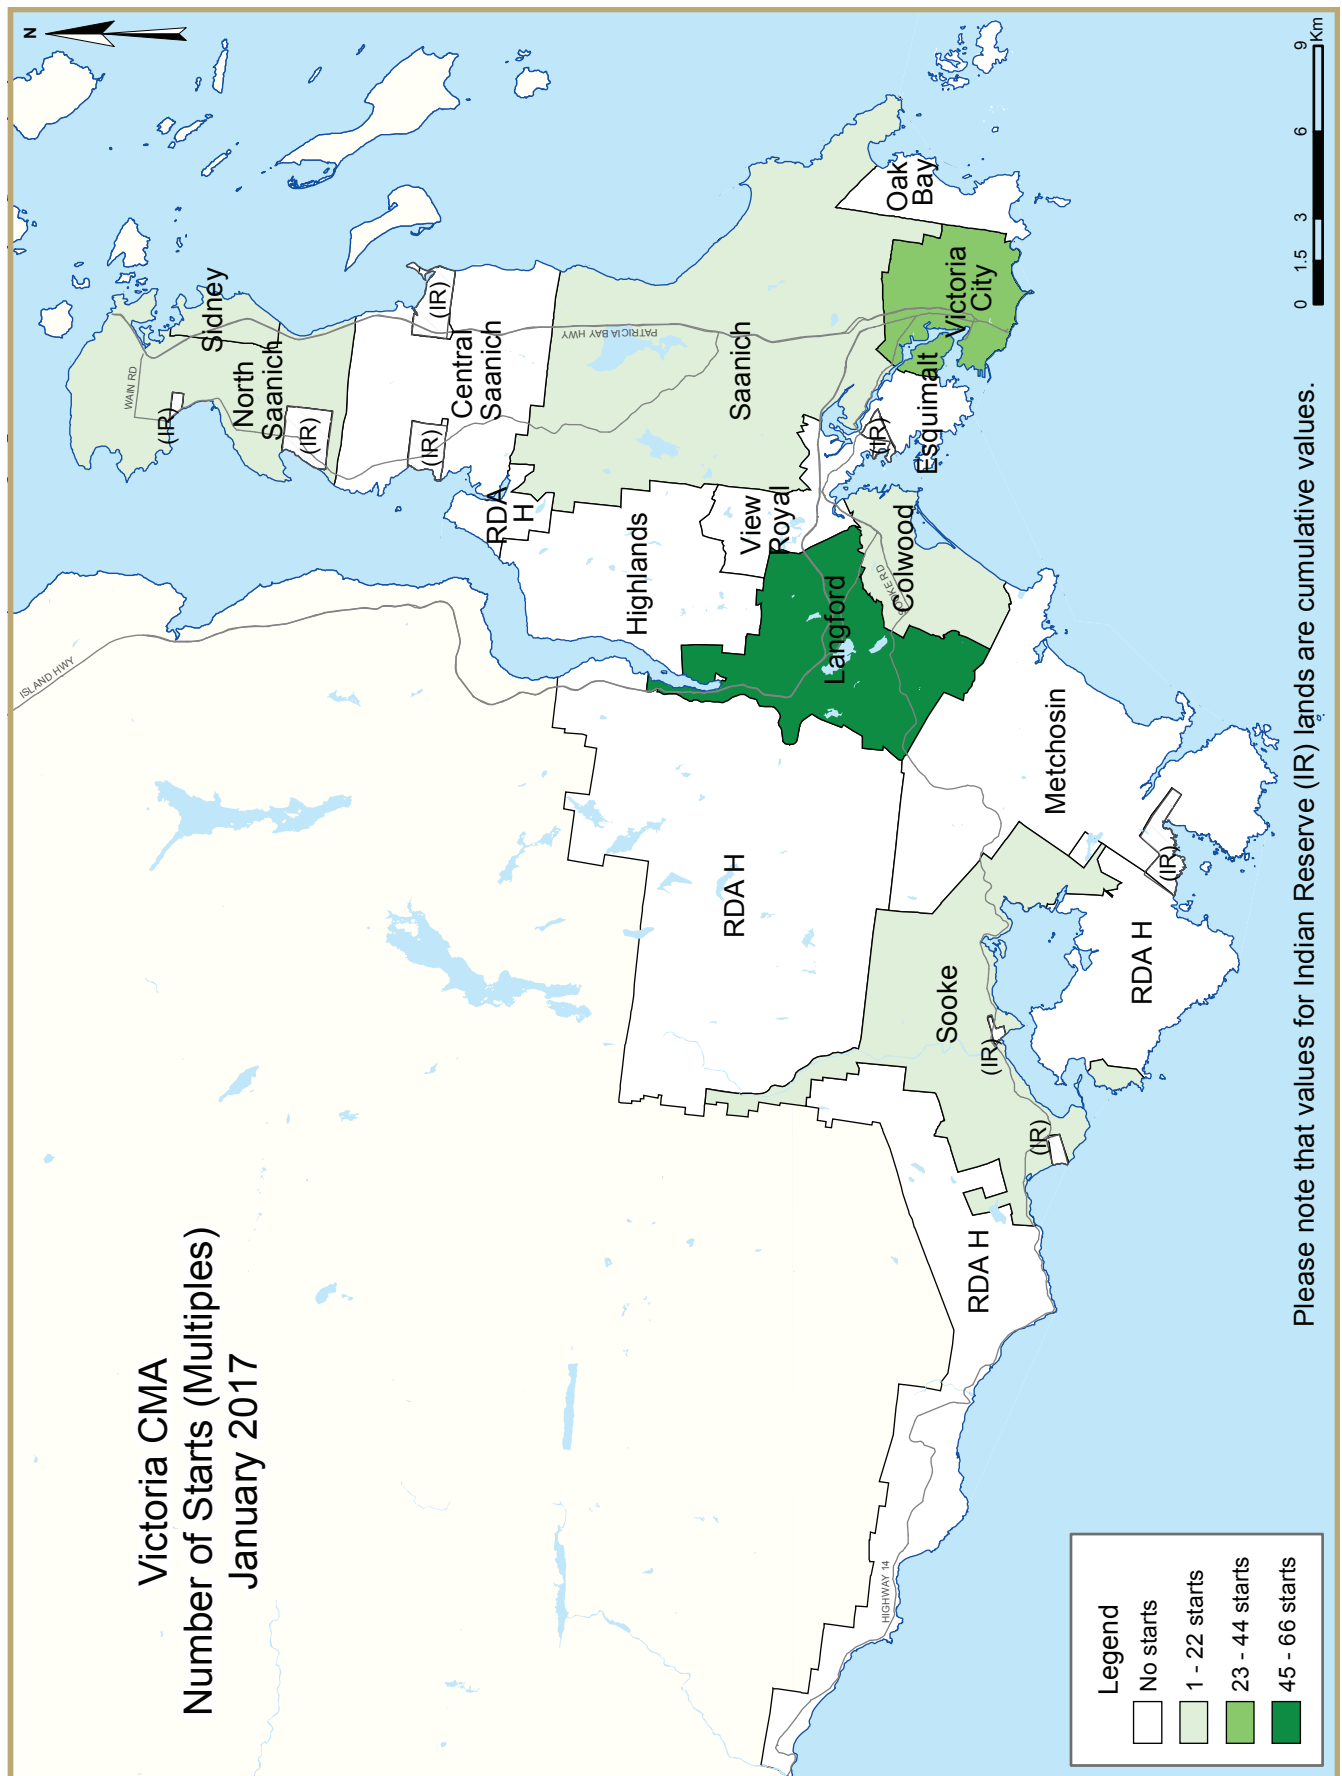 Victoria CMA
Number of Starts (Multiples)
January 2017
N
ISLAND HWY
WAIN RD
(IR)
North
Saanich
Sidney
(IR)
(IR)
Central
Saanich
(IR)
PATRICIA BAY HWY
RDA
H
Highlands
Saanich
View
Royal
Oak
Bay
Victoria
City
Esquimalt
(IR)
Langford
Colwood
SOOKE RD
RDA H
Metchosin
(IR)
Sooke
(IR)
(IR)
RDA H
RDA H
HIGHWAY 14
Legend
No starts
1 - 22 starts
23 - 44 starts
45 - 66 starts
0 1.5 3 6 9
Km
Please note that values for Indian Reserve (IR) lands are cumulative values.